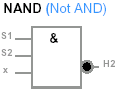 NAND (Not AND)
S1
&
S2
x
H2